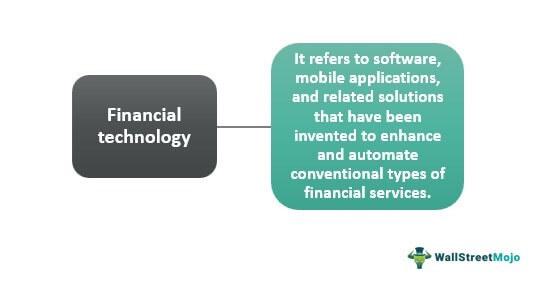 Financial
technology
It refers to software,
mobile applications,
and related solutions
that have been
invented to enhance
and automate
conventional types of
financial services.
WallStreetMojo